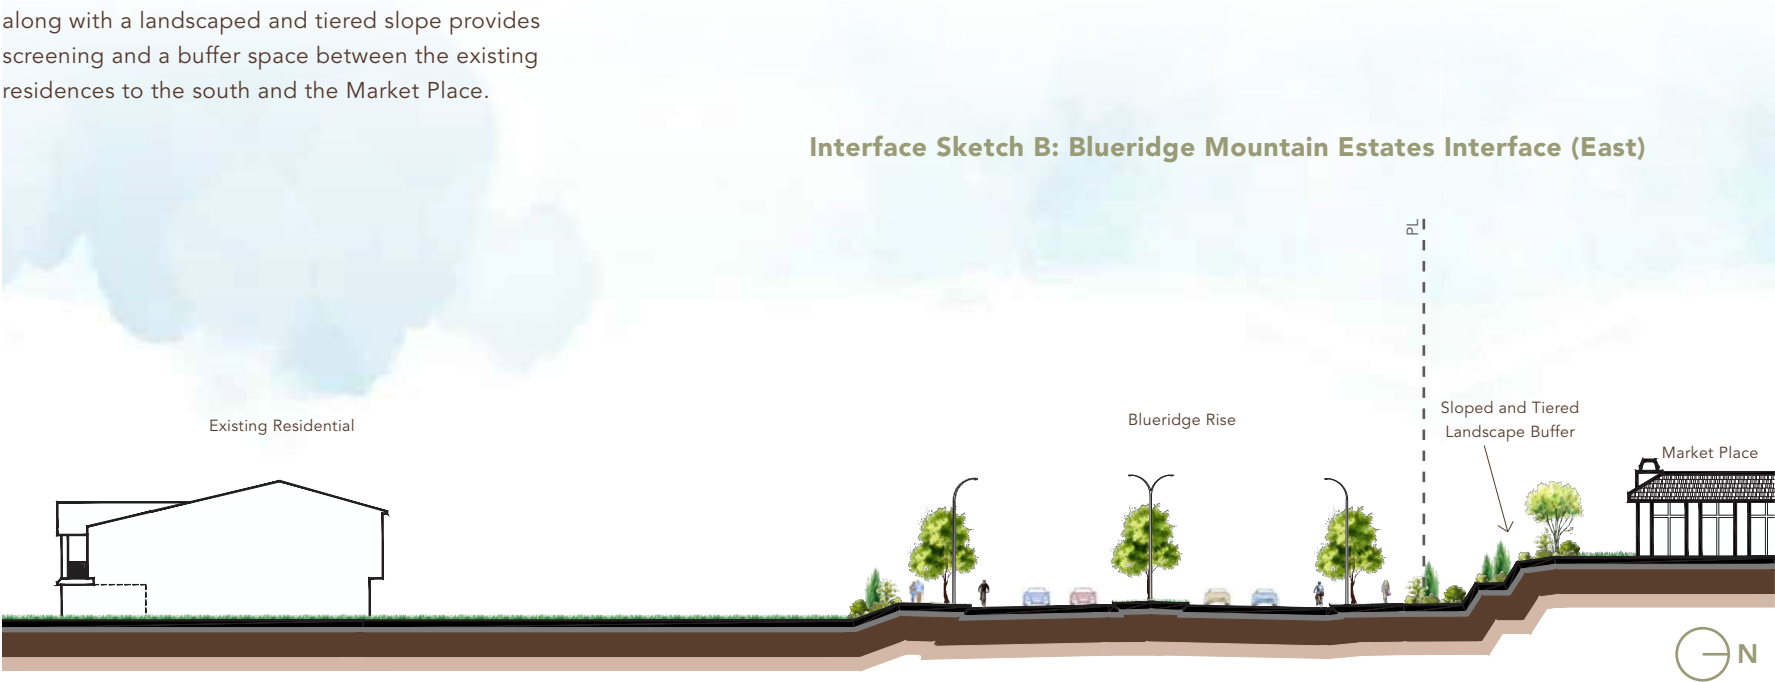 along with a landscaped and tiered slope provides
screening and a buffer space between the existing
residences to the south and the Market Place.
Interface Sketch B: Blueridge Mountain Estates Interface (East)
PL
Existing Residential
Blueridge Rise
Sloped and Tiered
Landscape Buffer
Market Place
N